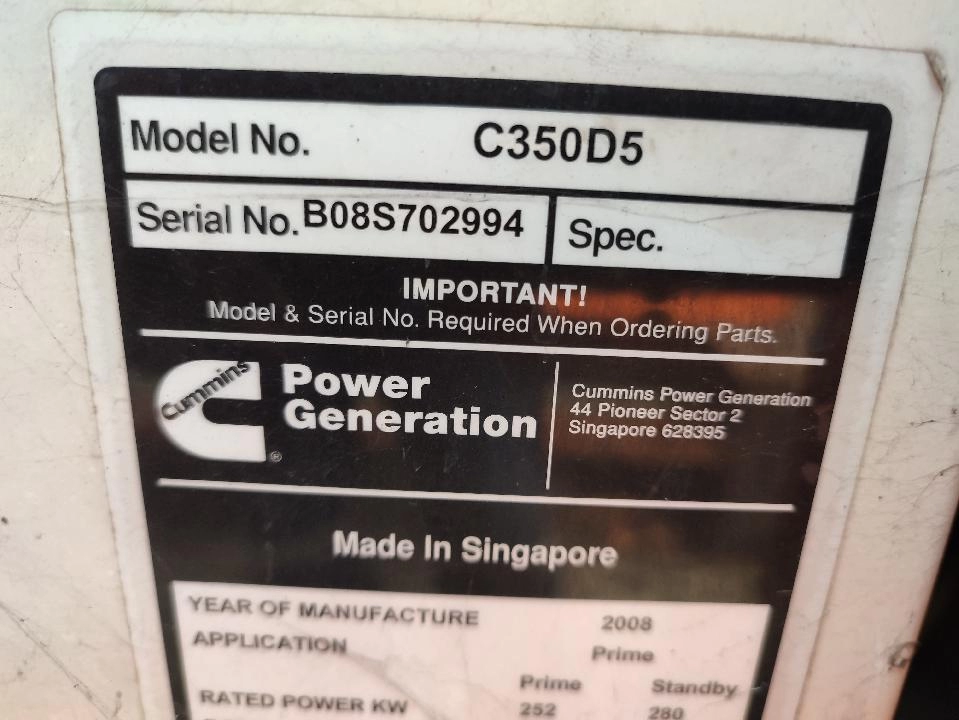 Model No. C350D5
Serial No. B08S702994 Spec.
IMPORTANT!
Model & Serial No. Required When Ordering Parts.
Cummins
Power
Generation
®
Cummins Power Generation
44 Pioneer Sector 2
Singapore 628395
Made In Singapore
YEAR OF MANUFACTURE 2008
APPLICATION Prime
Prime Standby
RATED POWER KW 252 280